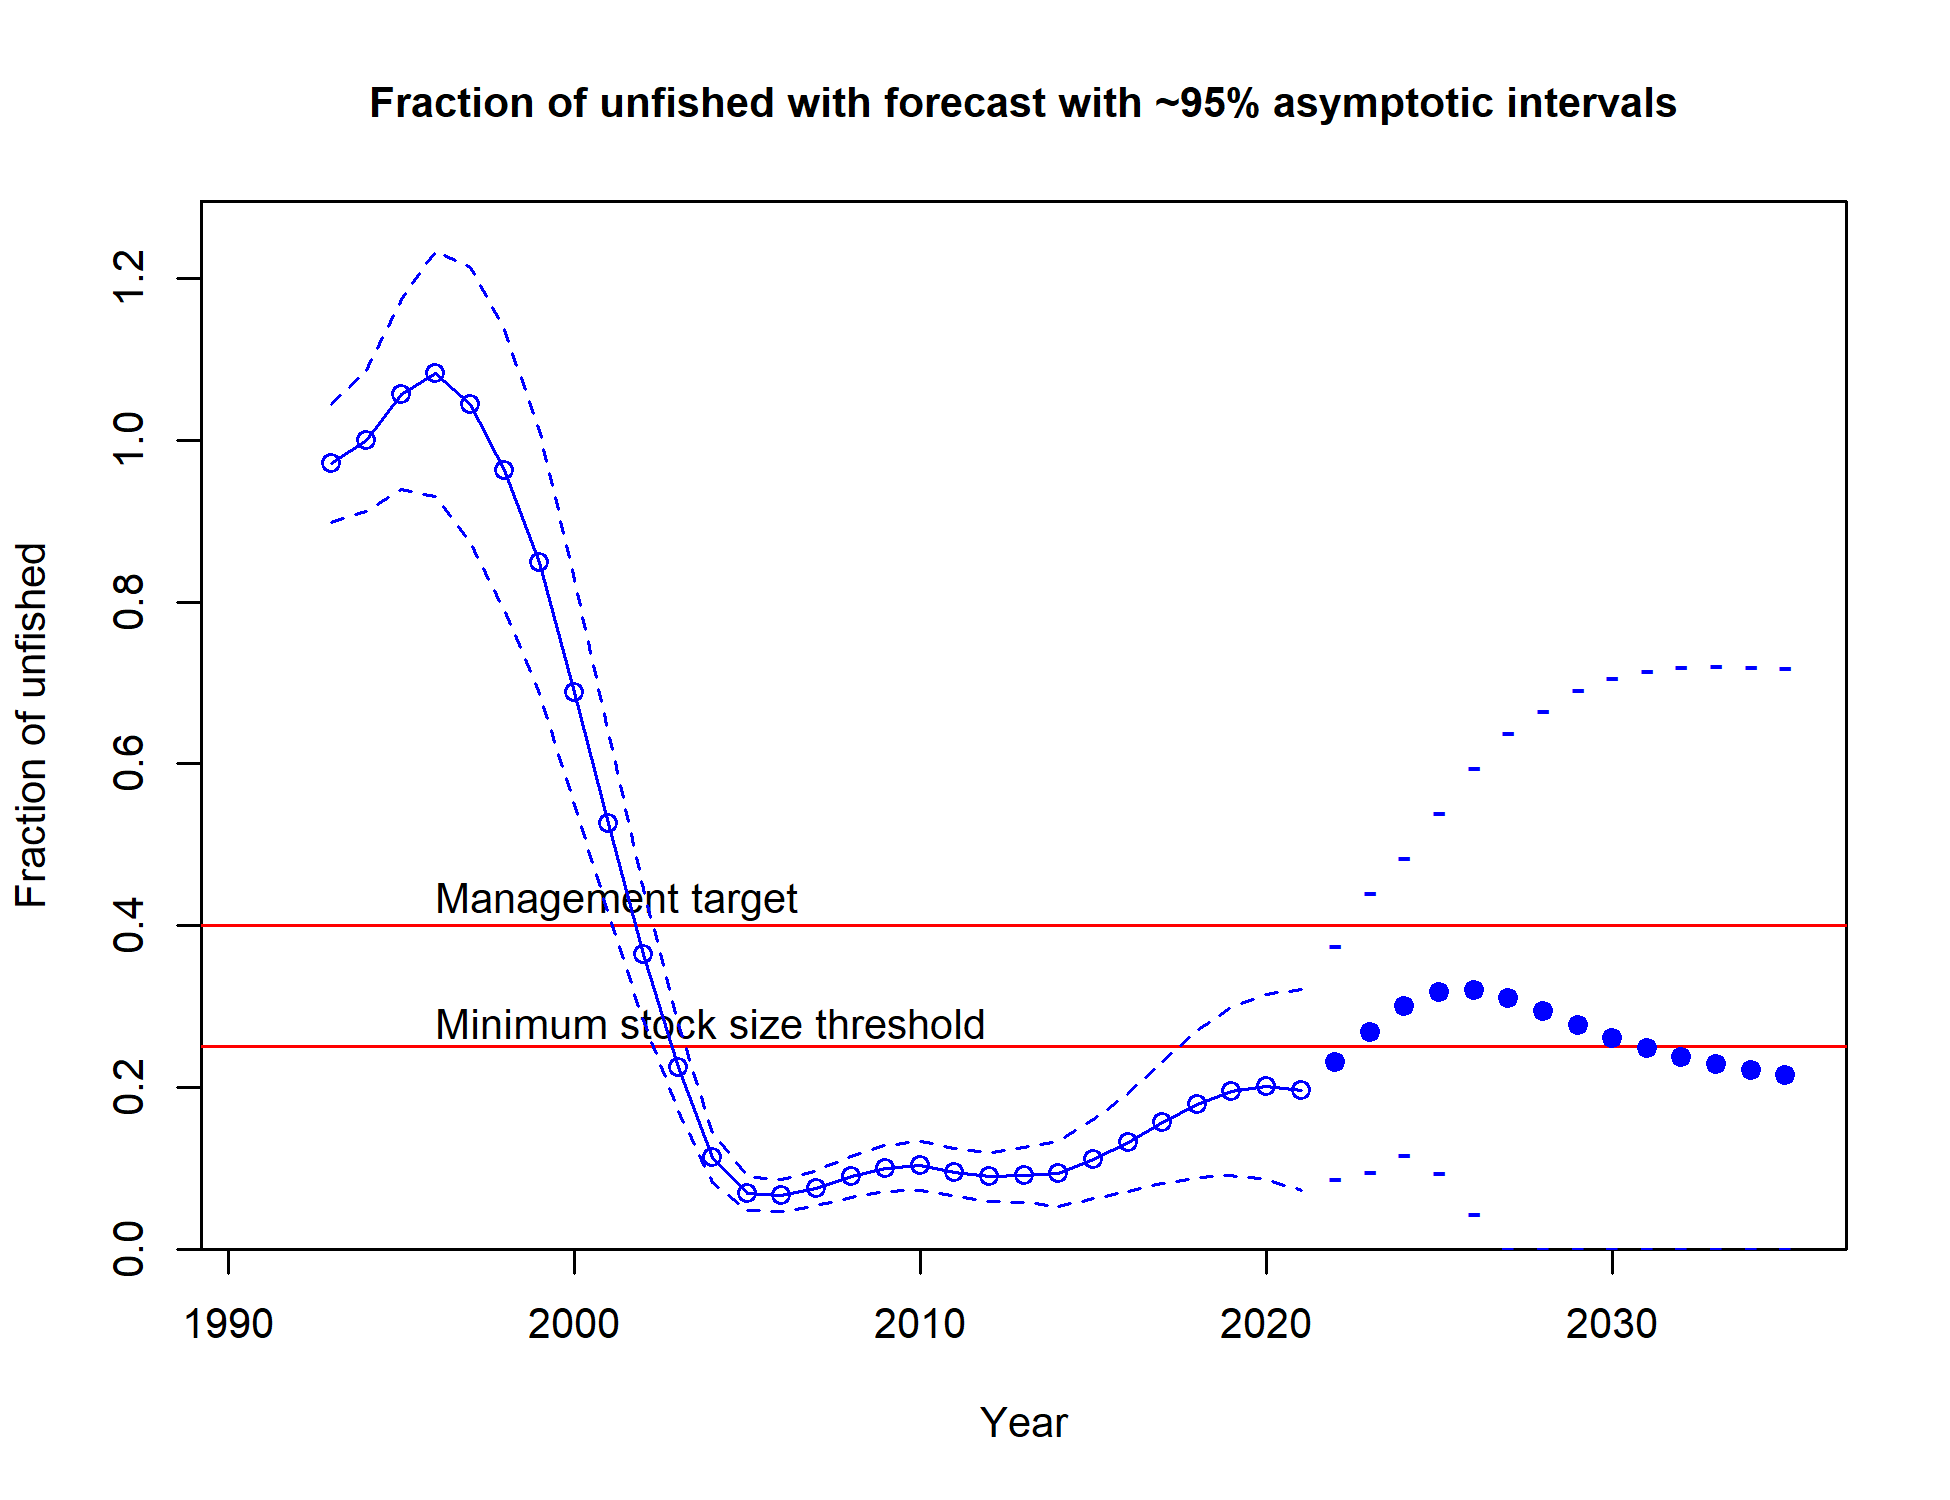 Fraction of unfished with forecast with ~95% asymptotic intervals
Fraction of unfished
1.2
1.0
0.8
0.6
0.4
0.2
0.0
Management target
Minimum stock size threshold
1990 2000 2010 2020 2030
Year